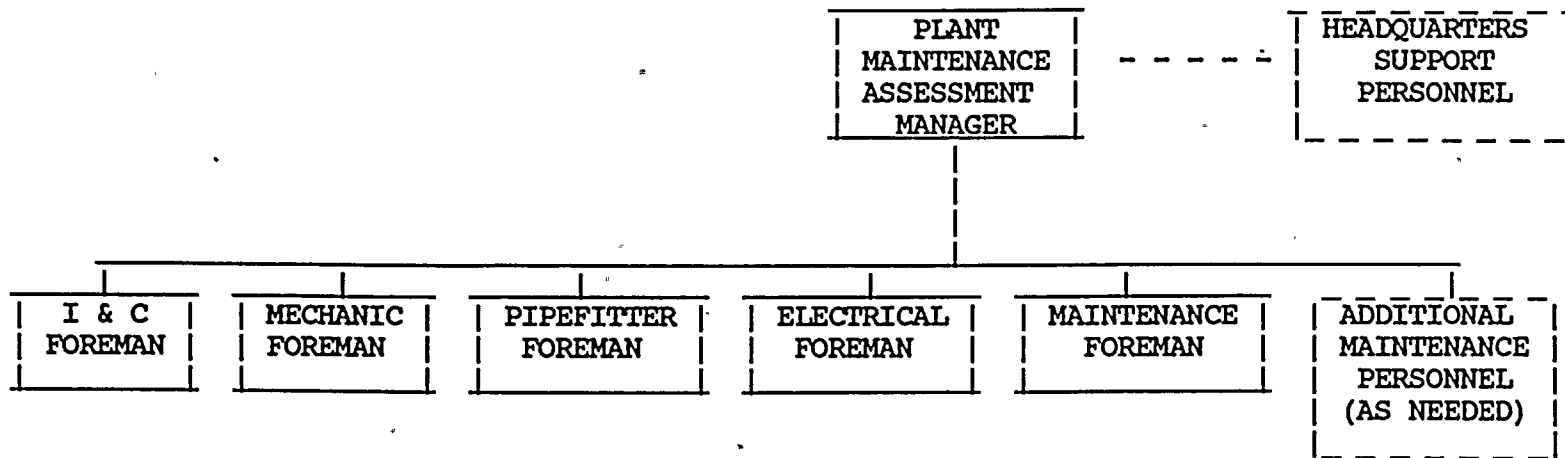 PLANT
MAINTENANCE
ASSESSMENT
MANAGER
HEADQUARTERS
SUPPORT
PERSONNEL
I & C
FOREMAN
MECHANIC
FOREMAN
PIPEFITTER
FOREMAN
ELECTRICAL
FOREMAN
MAINTENANCE
FOREMAN
ADDITIONAL
MAINTENANCE
PERSONNEL
(AS NEEDED)